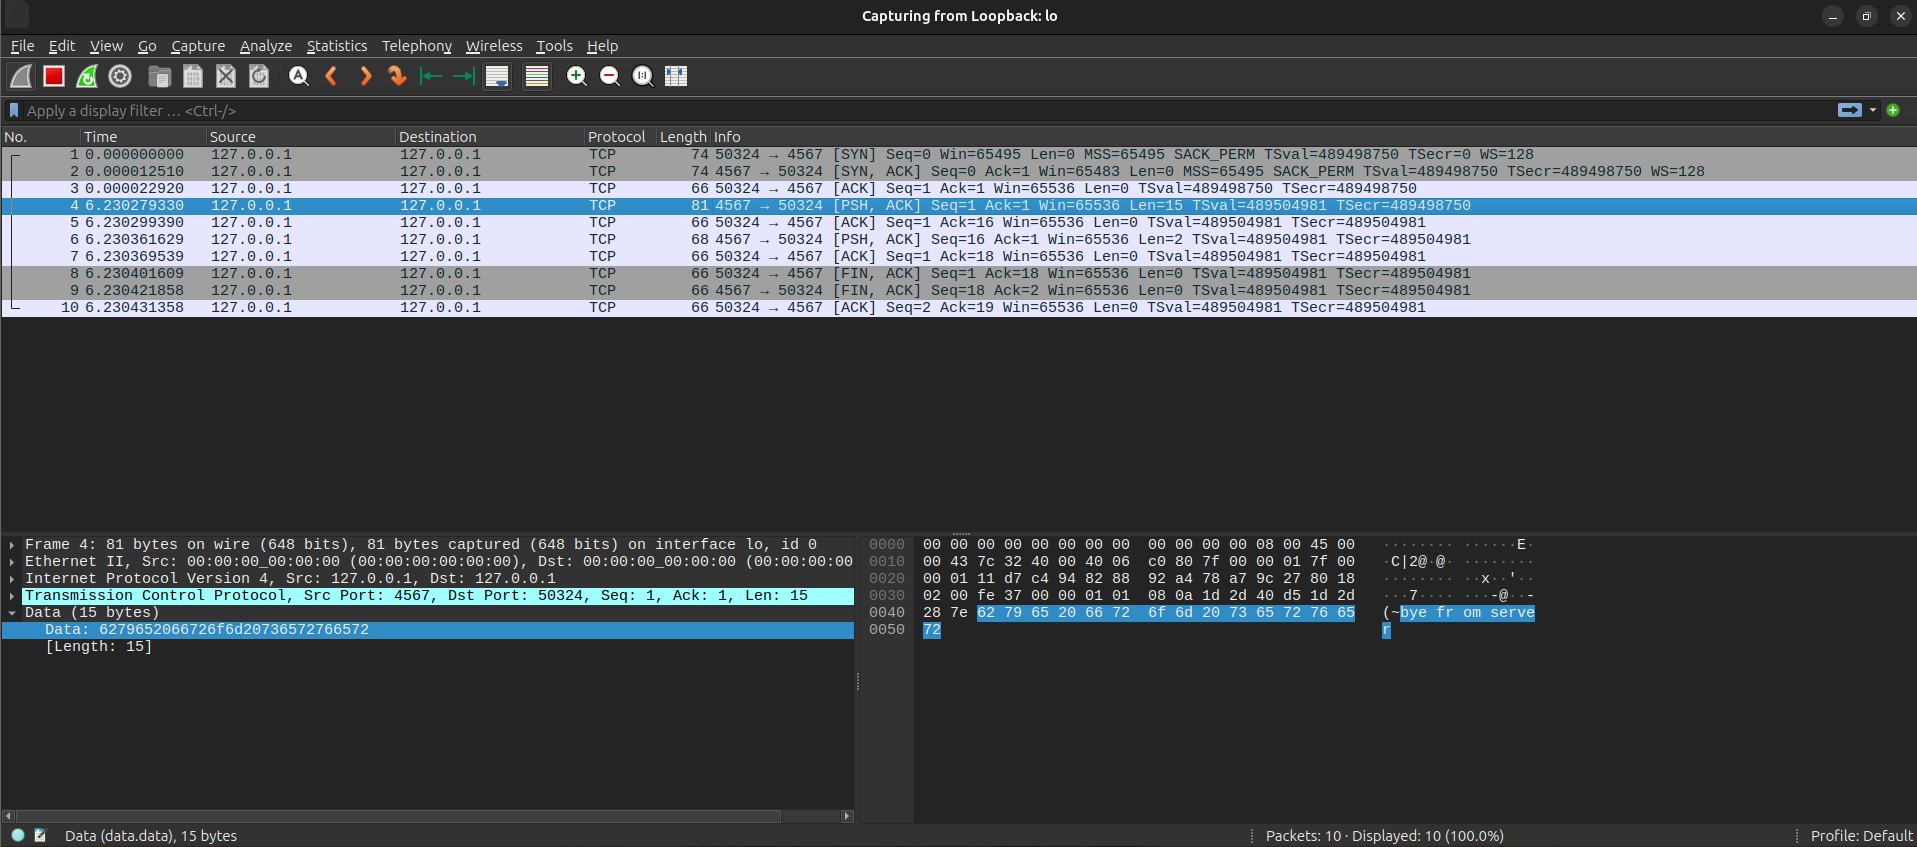 Capturing from Loopback: lo
File Edit View Go Capture Analyze Statistics Telephony Wireless Tools Help
Apply a display filter … <Ctrl-/>
No. Time Source Destination Protocol Length Info
1 0.000000000 127.0.0.1 127.0.0.1 TCP 74 50324 → 4567 [SYN] Seq=0 Win=65495 Len=0 MSS=65495 SACK_PERM TSval=489498750 TSecr=0 WS=128
2 0.000012510 127.0.0.1 127.0.0.1 TCP 74 4567 → 50324 [SYN, ACK] Seq=0 Ack=1 Win=65483 Len=0 MSS=65495 SACK_PERM TSval=489498750 TSecr=489498750 WS=128
3 0.000022920 127.0.0.1 127.0.0.1 TCP 66 50324 → 4567 [ACK] Seq=1 Ack=1 Win=65536 Len=0 TSval=489498750 TSecr=489498750
4 6.230279330 127.0.0.1 127.0.0.1 TCP 81 4567 → 50324 [PSH, ACK] Seq=1 Ack=1 Win=65536 Len=15 TSval=489504981 TSecr=489498750
5 6.230299390 127.0.0.1 127.0.0.1 TCP 66 50324 → 4567 [ACK] Seq=1 Ack=16 Win=65536 Len=0 TSval=489504981 TSecr=489504981
6 6.230361629 127.0.0.1 127.0.0.1 TCP 68 4567 → 50324 [PSH, ACK] Seq=16 Ack=1 Win=65536 Len=2 TSval=489504981 TSecr=489504981
7 6.230369539 127.0.0.1 127.0.0.1 TCP 66 50324 → 4567 [ACK] Seq=1 Ack=18 Win=65536 Len=0 TSval=489504981 TSecr=489504981
8 6.230401609 127.0.0.1 127.0.0.1 TCP 66 50324 → 4567 [FIN, ACK] Seq=1 Ack=18 Win=65536 Len=0 TSval=489504981 TSecr=489504981
9 6.230421858 127.0.0.1 127.0.0.1 TCP 66 4567 → 50324 [FIN, ACK] Seq=18 Ack=2 Win=65536 Len=0 TSval=489504981 TSecr=489504981
10 6.230431358 127.0.0.1 127.0.0.1 TCP 66 50324 → 4567 [ACK] Seq=2 Ack=19 Win=65536 Len=0 TSval=489504981 TSecr=489504981
Frame 4: 81 bytes on wire (648 bits), 81 bytes captured (648 bits) on interface lo, id 0
Ethernet II, Src: 00:00:00_00:00:00 (00:00:00:00:00:00), Dst: 00:00:00_00:00:00 (00:00:00:00
Internet Protocol Version 4, Src: 127.0.0.1, Dst: 127.0.0.1
Transmission Control Protocol, Src Port: 4567, Dst Port: 50324, Seq: 1, Ack: 1, Len: 15
Data (15 bytes)
Data: 6279652066726f6d20736572766572
[Length: 15]
0000 00 00 00 00 00 00 00 00 00 00 00 00 08 00 45 00 ········ ······E·
0010 00 43 7c 32 40 00 40 06 c0 80 7f 00 00 01 7f 00 ·C|2@·@· ········
0020 00 01 11 d7 c4 94 82 88 92 a4 78 a7 9c 27 80 18 ········ ··x··'··
0030 02 00 fe 37 00 00 01 01 08 0a 1d 2d 40 d5 1d 2d ···7···· ···-@··-
0040 28 7e 62 79 65 20 66 72 6f 6d 20 73 65 72 76 65 (~bye fr om serve
0050 72 r
Data (data.data), 15 bytes
Packets: 10 · Displayed: 10 (100.0%)
Profile: Default